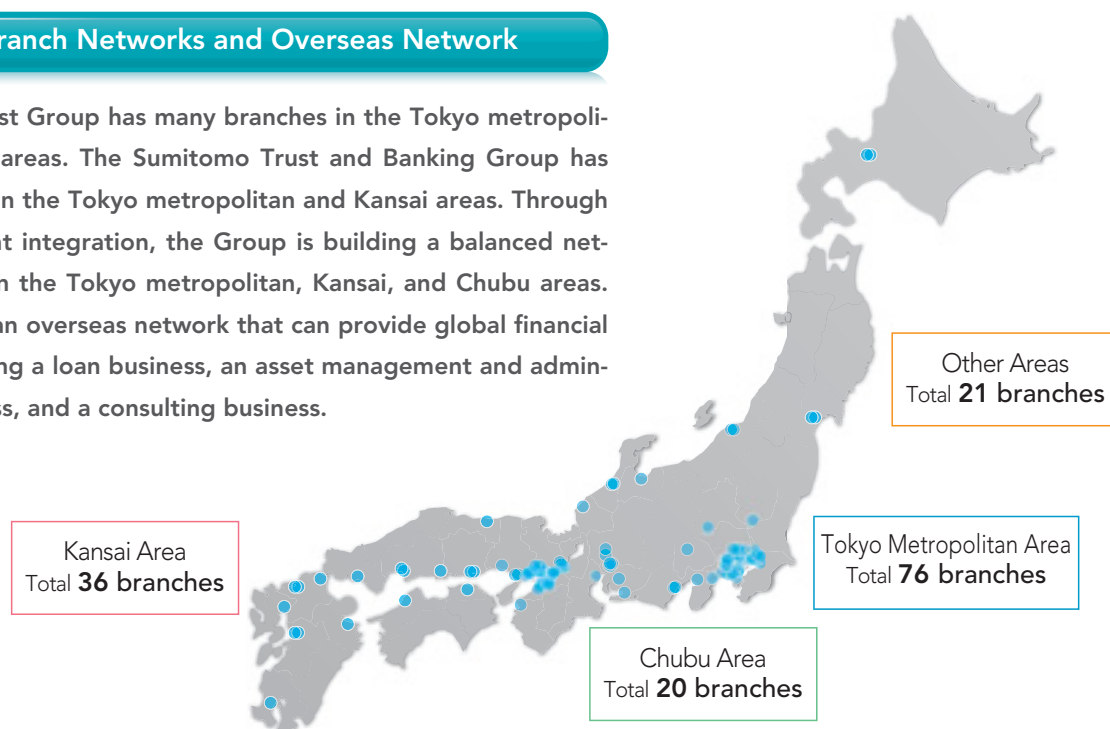 ranch Networks and Overseas Network
st Group has many branches in the Tokyo metropoli-
areas. The Sumitomo Trust and Banking Group has
n the Tokyo metropolitan and Kansai areas. Through
nt integration, the Group is building a balanced net-
n the Tokyo metropolitan, Kansai, and Chubu areas.
an overseas network that can provide global financial
ng a loan business, an asset management and admin-
ss, and a consulting business.
Other Areas
Total 21 branches
Kansai Area
Total 36 branches
Tokyo Metropolitan Area
Total 76 branches
Chubu Area
Total 20 branches